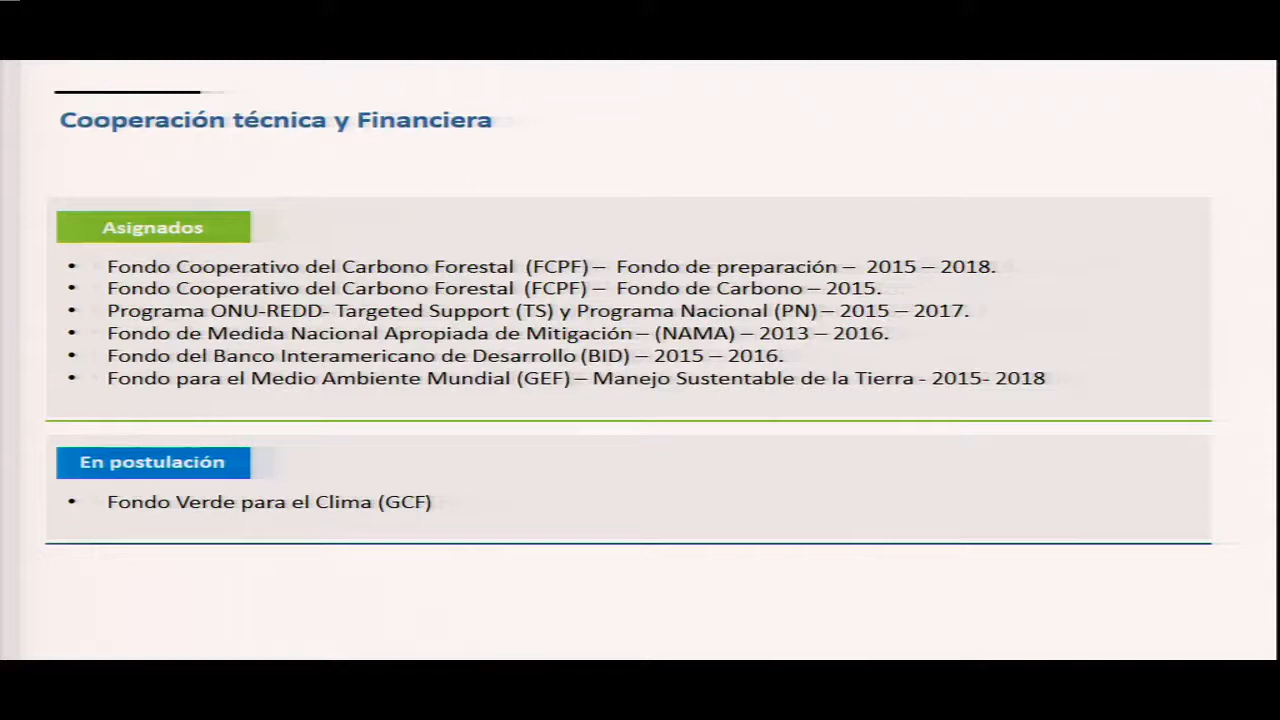 Cooperación técnica y Financiera
Asignados
• Fondo Cooperativo del Carbono Forestal (FCPF) – Fondo de preparación – 2015 – 2018.
• Fondo Cooperativo del Carbono Forestal (FCPF) – Fondo de Carbono – 2015.
• Programa ONU-REDD- Targeted Support (TS) y Programa Nacional (PN) – 2015 – 2017.
• Fondo de Medida Nacional Apropiada de Mitigación – (NAMA) – 2013 – 2016.
• Fondo del Banco Interamericano de Desarrollo (BID) – 2015 – 2016.
• Fondo para el Medio Ambiente Mundial (GEF) – Manejo Sustentable de la Tierra - 2015- 2018
En postulación
• Fondo Verde para el Clima (GCF)